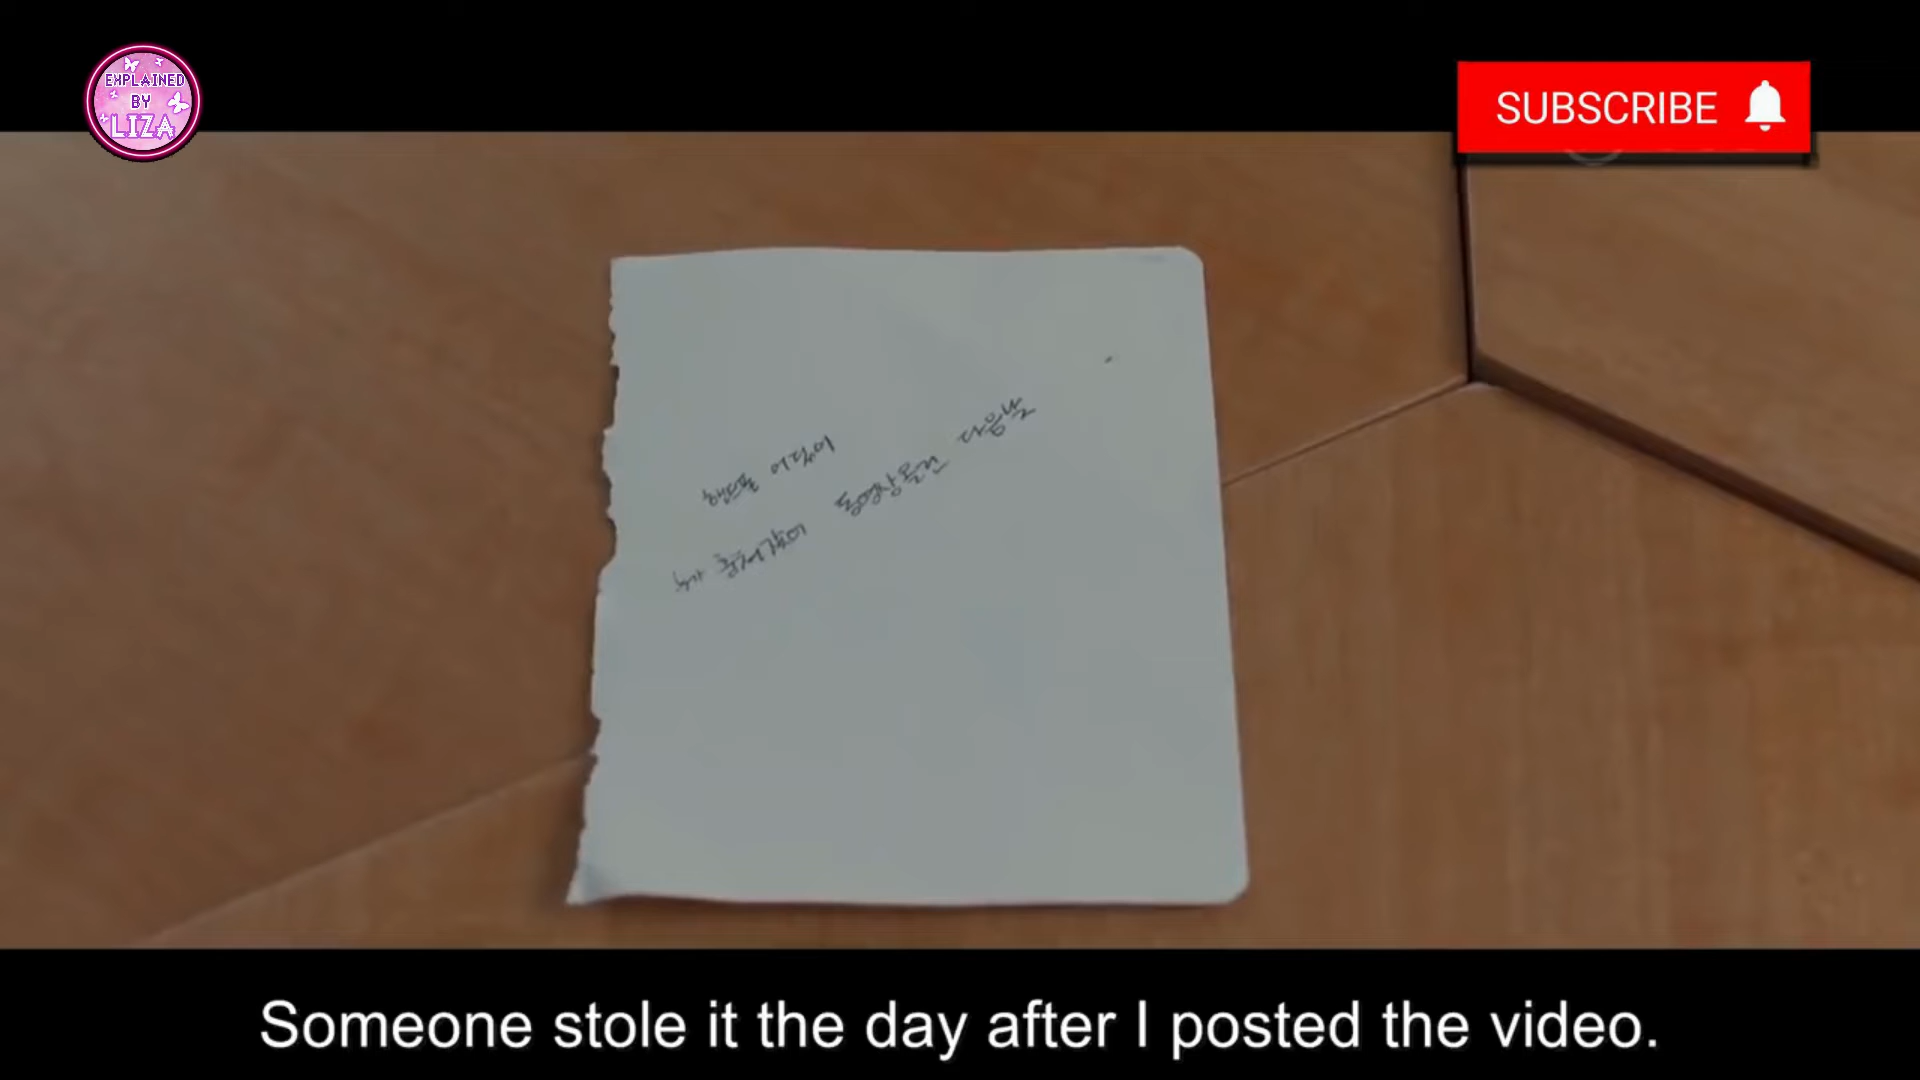 EXPLAINED
BY
LIZA
SUBSCRIBE
핸드폰 어딨어
누가 훔쳐갔어 동영상 올린 다음날
Someone stole it the day after I posted the video.